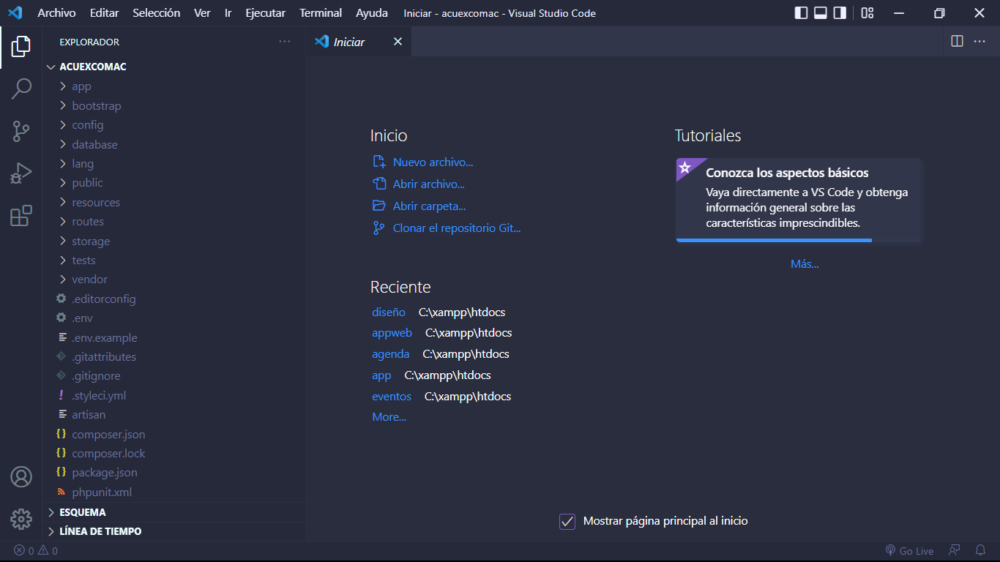 Archivo Editar Selección Ver Ir Ejecutar Terminal Ayuda Iniciar - acuexcomac - Visual Studio Code
EXPLORADOR
ACUEXCOMAC
app
bootstrap
config
database
lang
public
resources
routes
storage
tests
vendor
.editorconfig
.env
.env.example
.gitattributes
.gitignore
.styleci.yml
artisan
composer.json
composer.lock
package.json
phpunit.xml
ESQUEMA
LÍNEA DE TIEMPO
Iniciar
Inicio
Nuevo archivo...
Abrir archivo...
Abrir carpeta...
Clonar el repositorio Git...
Reciente
diseño C:\xampp\htdocs
appweb C:\xampp\htdocs
agenda C:\xampp\htdocs
app C:\xampp\htdocs
eventos C:\xampp\htdocs
More...
Tutoriales
Conozca los aspectos básicos
Vaya directamente a VS Code y obtenga
información general sobre las
características imprescindibles.
Más...
Mostrar página principal al inicio
0 0
Go Live